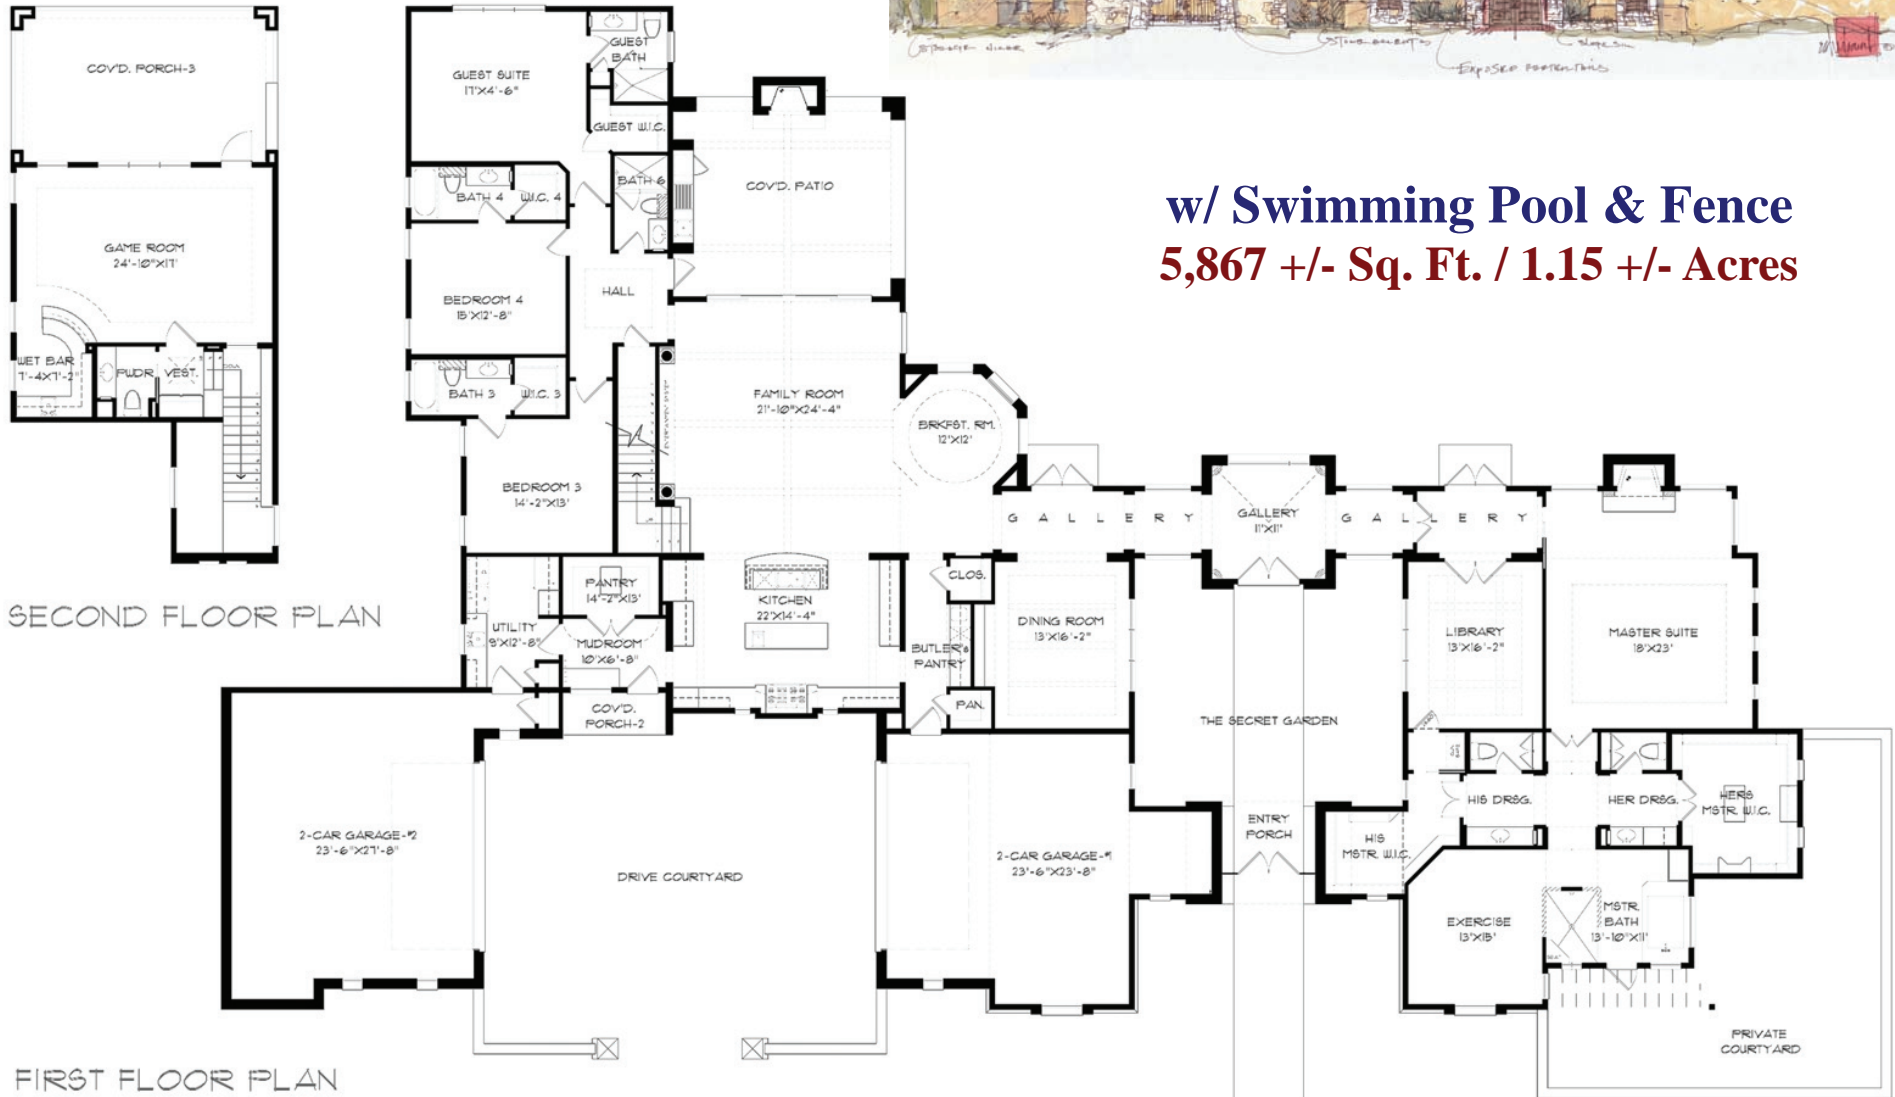 COV'D. PORCH-3
GAME ROOM
24'-10"X17'
WET BAR
7'-4X7'-2"
PWDR
VEST.
SECOND FLOOR PLAN
GUEST SUITE
17'X4'-6"
GUEST
BATH
GUEST W.I.C.
BATH 6
BATH 4
W.I.C. 4
COV'D. PATIO
w/ Swimming Pool & Fence
5,867 +/- Sq. Ft. / 1.15 +/- Acres
BEDROOM 4
15'X12'-8"
HALL
BATH 3
W.I.C. 3
FAMILY ROOM
21'-10"X24'-4"
BRKFST. RM.
12'X12'
BEDROOM 3
14'-2"X13'
GALLERY
GALLERY
11'X11'
GALLERY
PANTRY
14'-2"X13'
UTILITY
9'X12'-8"
MUDROOM
10'X6'-8"
KITCHEN
22'X14'-4"
CLOS.
BUTLER'S
PANTRY
PAN.
DINING ROOM
13'X16'-2"
LIBRARY
13'X16'-2"
MASTER SUITE
18'X23'
COV'D.
PORCH-2
THE SECRET GARDEN
HIS DRSG.
HER DRSG.
HERS
MSTR. W.I.C.
HIS
MSTR. W.I.C.
ENTRY
PORCH
2-CAR GARAGE-#2
23'-6"X27'-8"
DRIVE COURTYARD
2-CAR GARAGE-#1
23'-6"X23'-8"
EXERCISE
13'X15'
MSTR.
BATH
13'-10"X11'
PRIVATE
COURTYARD
FIRST FLOOR PLAN